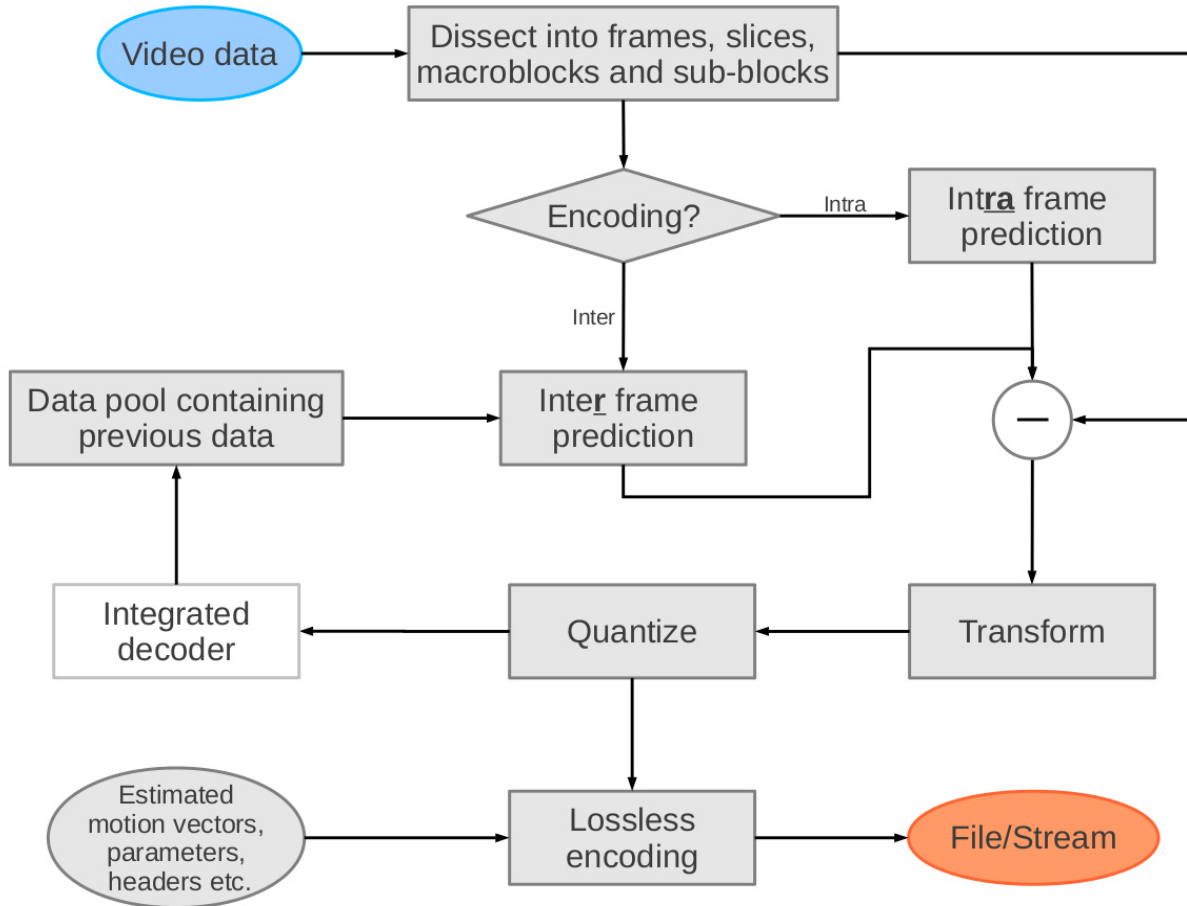 Video data
Dissect into frames, slices,
macroblocks and sub-blocks
Encoding?
Intra
Intra frame
prediction
Inter
Data pool containing
previous data
Inter frame
prediction
—
Integrated
decoder
Quantize
Transform
Estimated
motion vectors,
parameters,
headers etc.
Lossless
encoding
File/Stream